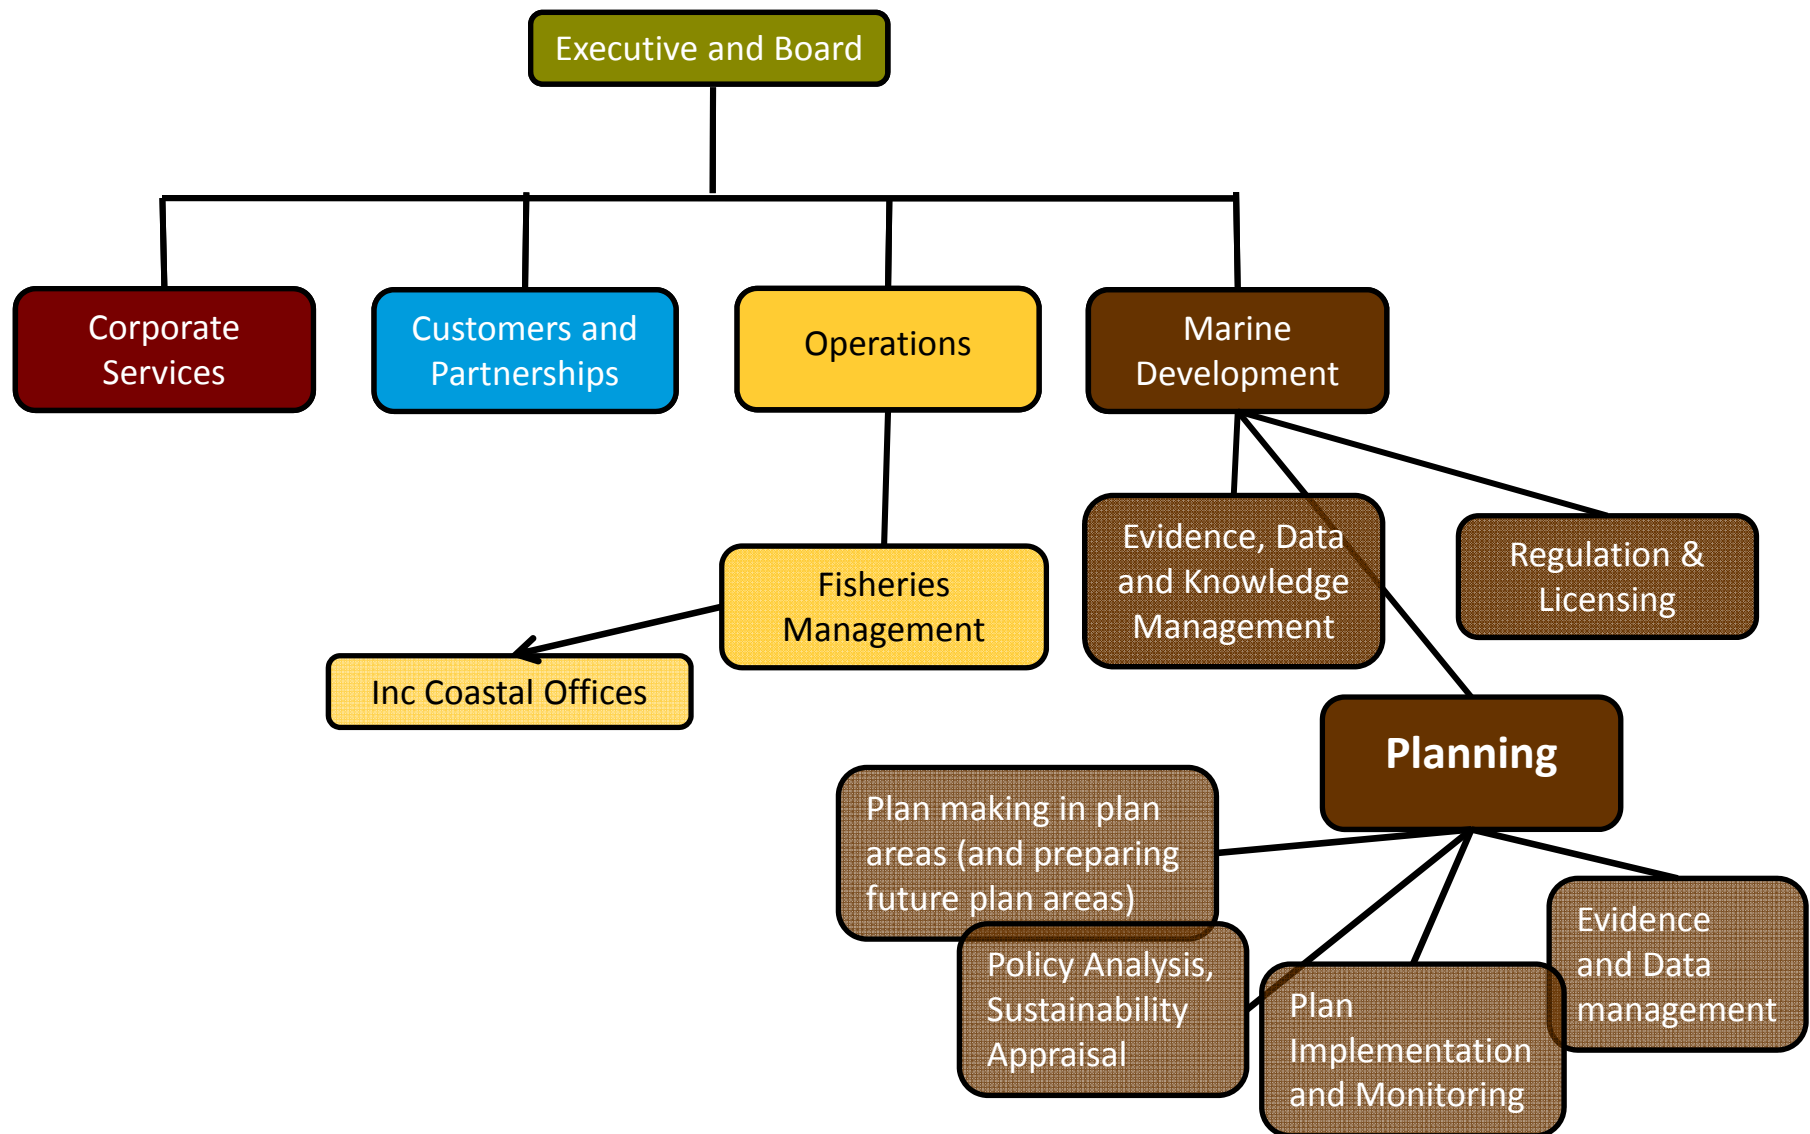 Executive and Board
Corporate
Services
Customers and
Partnerships
Operations
Marine
Development
Evidence, Data
and Knowledge
Management
Regulation &
Licensing
Fisheries
Management
Inc Coastal Offices
Planning
Plan making in plan
areas (and preparing
future plan areas)
Policy Analysis,
Sustainability
Appraisal
Plan
Implementation
and Monitoring
Evidence
and Data
management